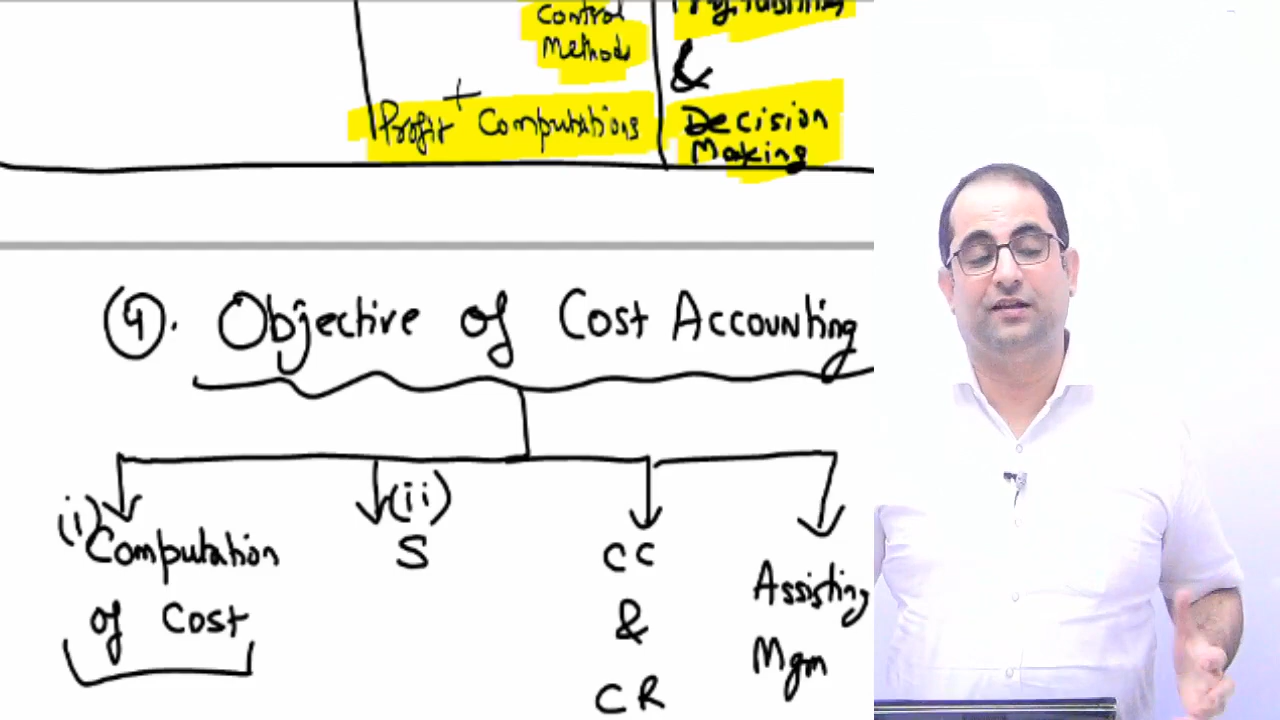 Control
Methods
&
+
Profit Computations
Decision
Making
4. Objective of Cost Accounting
(i) Computation
of Cost
(ii)
S
CC
&
CR
Assisting
Mgm